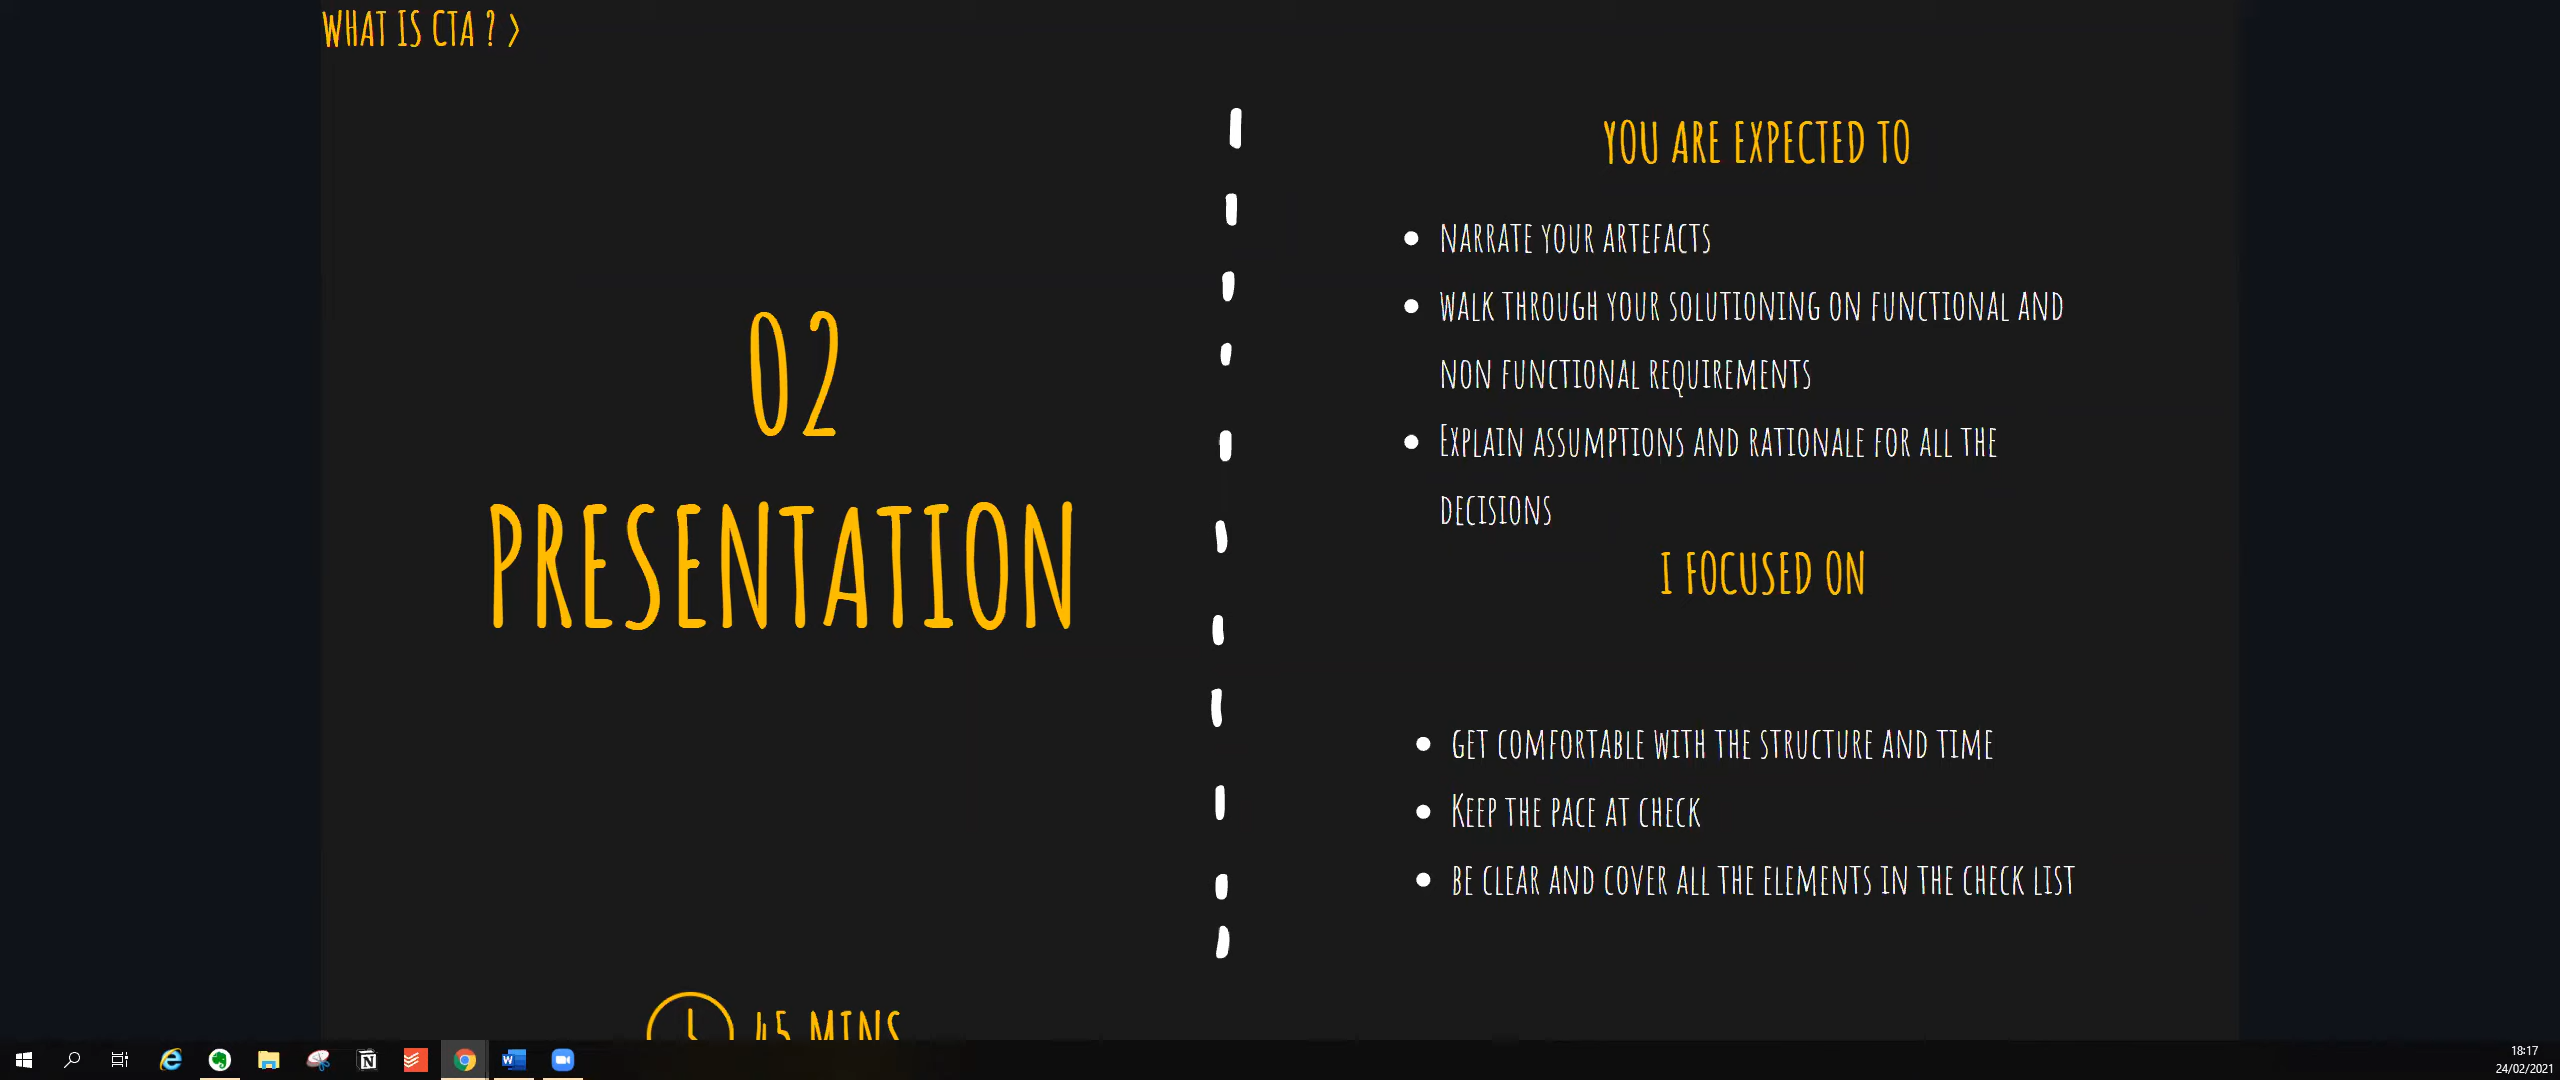 WHAT IS CTA ? >
02
PRESENTATION
45 MINS
YOU ARE EXPECTED TO
NARRATE YOUR ARTEFACTS
WALK THROUGH YOUR SOLUTIONING ON FUNCTIONAL AND
NON FUNCTIONAL REQUIREMENTS
EXPLAIN ASSUMPTIONS AND RATIONALE FOR ALL THE
DECISIONS
I FOCUSED ON
GET COMFORTABLE WITH THE STRUCTURE AND TIME
KEEP THE PACE AT CHECK
BE CLEAR AND COVER ALL THE ELEMENTS IN THE CHECK LIST
18:17
24/02/2021